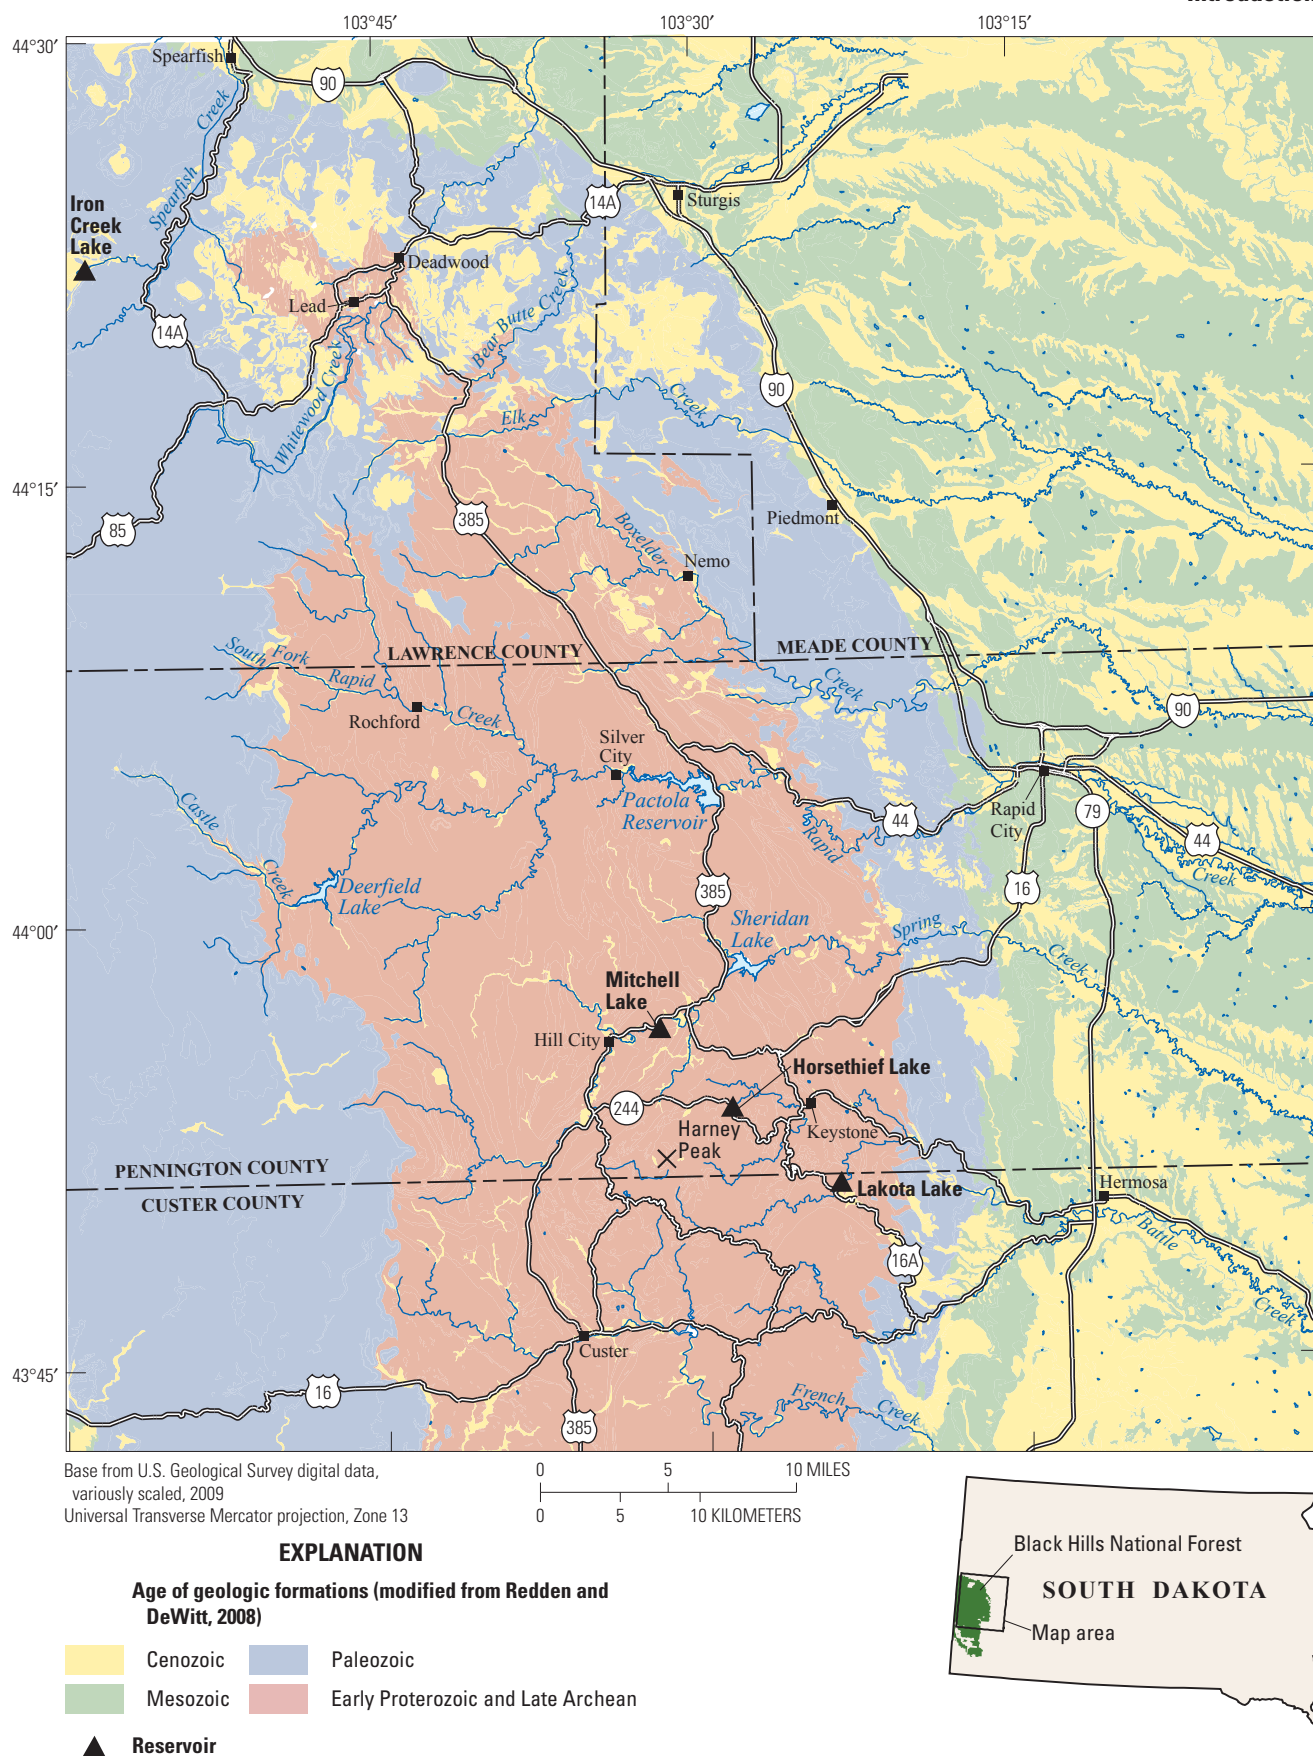 103°45′
103°30′
103°15′
44°30′
Spearfish
90
Creek
Spearfish
14A
Sturgis
Iron
Creek
Lake
Deadwood
Lead
Bear Butte Creek
14A
Whitewood Creek
90
Creek
Elk
44°15′
85
385
Piedmont
Boxelder
Nemo
South Fork
Rapid
Creek
LAWRENCE COUNTY
MEADE COUNTY
Creek
Rochford
90
Silver
City
Pactola
Reservoir
Rapid
44
Rapid
City
79
44
Creek
Castle
Creek
Deerfield
Lake
385
16
44°00′
Sheridan
Lake
Spring
Creek
Mitchell
Lake
Hill City
Horsethief Lake
244
Harney
Peak
Keystone
PENNINGTON COUNTY
CUSTER COUNTY
Lakota Lake
Hermosa
Battle
Creek
16A
Custer
43°45′
16
385
French
Creek
Base from U.S. Geological Survey digital data,
variously scaled, 2009
Universal Transverse Mercator projection, Zone 13
0 5 10 MILES
0 5 10 KILOMETERS
EXPLANATION
Age of geologic formations (modified from Redden and
DeWitt, 2008)
Cenozoic
Paleozoic
Mesozoic
Early Proterozoic and Late Archean
Reservoir
Black Hills National Forest
SOUTH DAKOTA
Map area